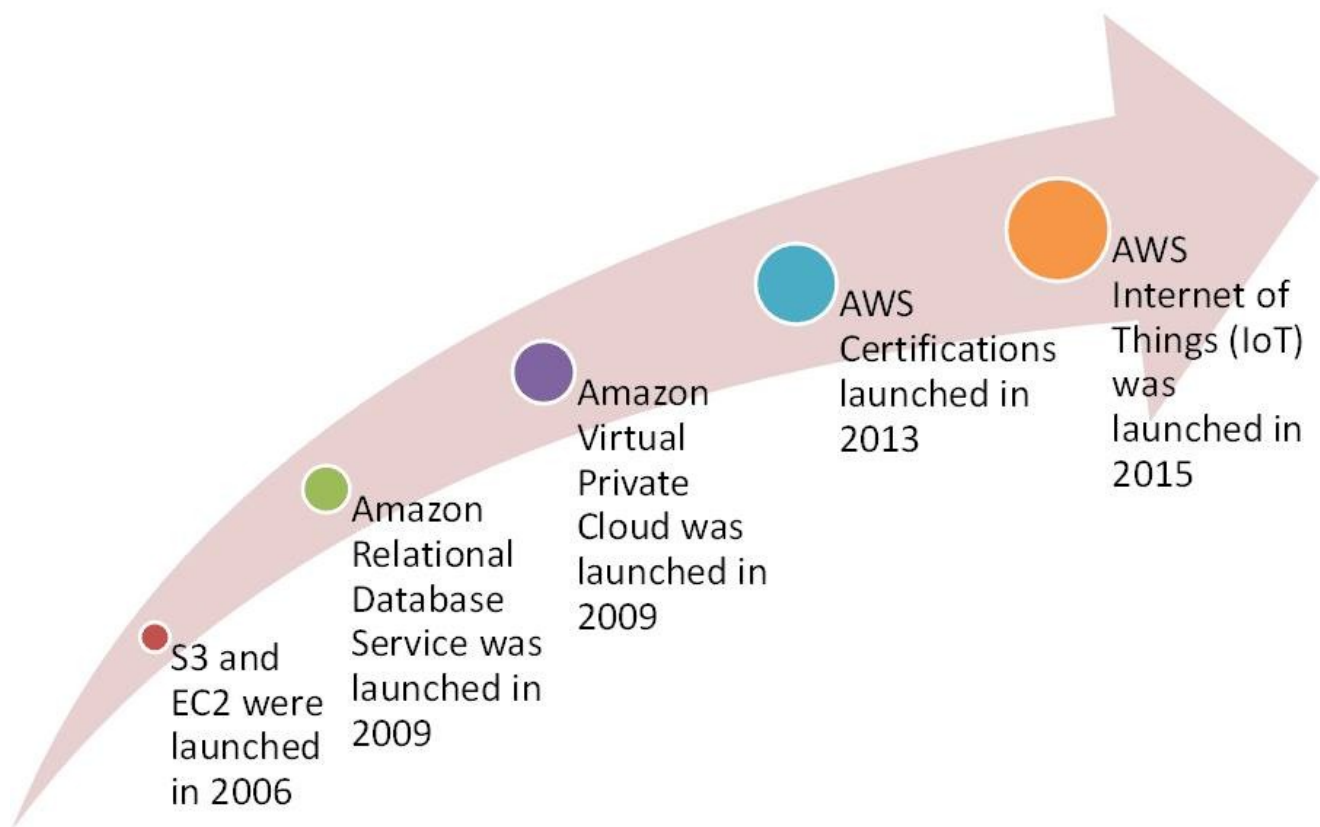 S3 and
EC2 were
launched
in 2006
Amazon
Relational
Database
Service was
launched in
2009
Amazon
Virtual
Private
Cloud was
launched in
2009
AWS
Certifications
launched in
2013
AWS
Internet of
Things (IoT)
was
launched in
2015